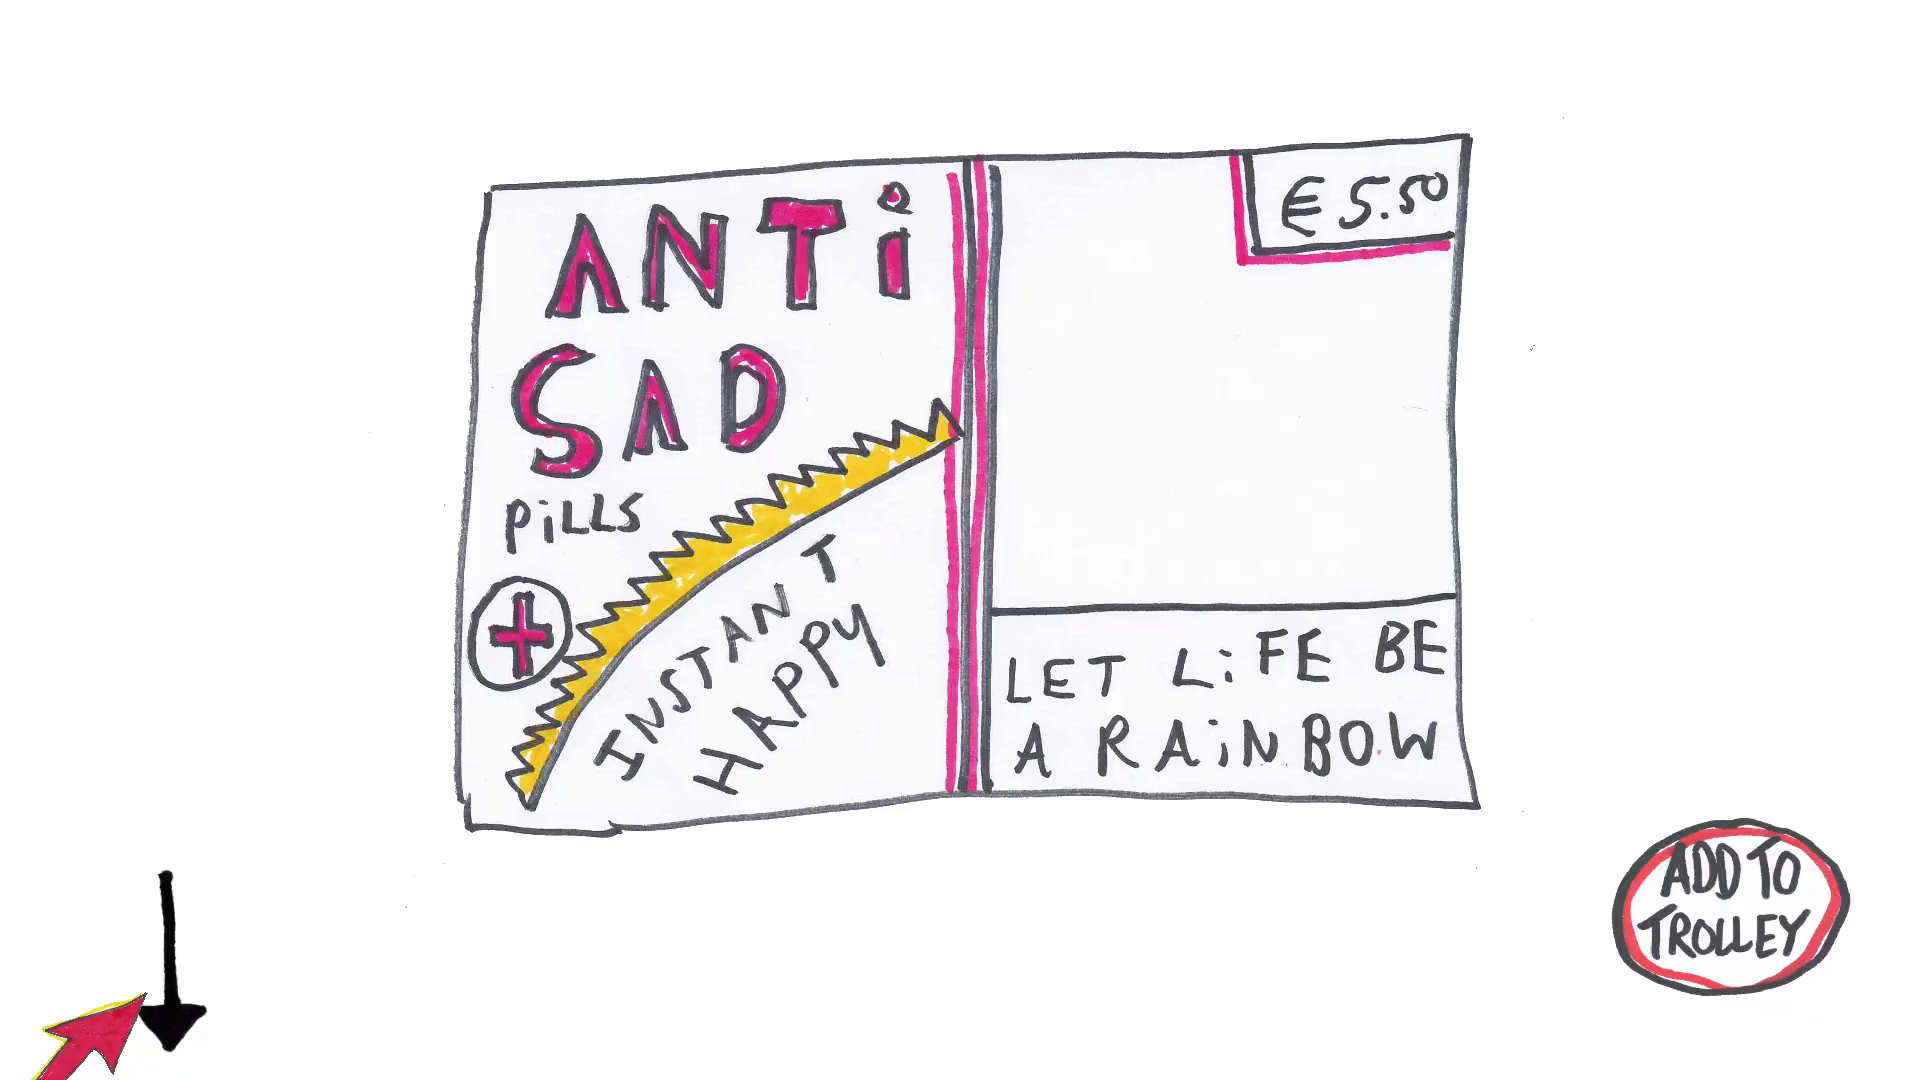 ANTi
SAD
PiLLS
INSTANT
HAPPY
€ 5.50
LET LiFE BE
A RAiNBOW
ADD TO
TROLLEY